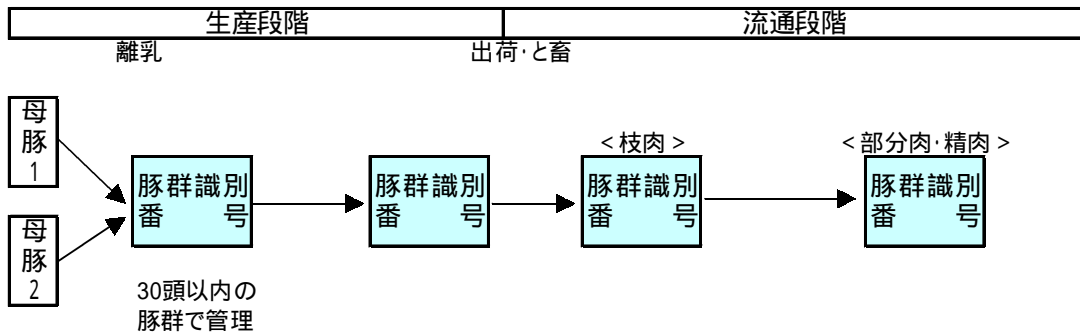 生産段階
流通段階
離乳
出荷・と畜
母
豚
1
母
豚
2
豚群識別
番　　号
豚群識別
番　　号
<枝肉>
豚群識別
番　　号
<部分肉・精肉>
豚群識別
番　　号
30頭以内の
豚群で管理